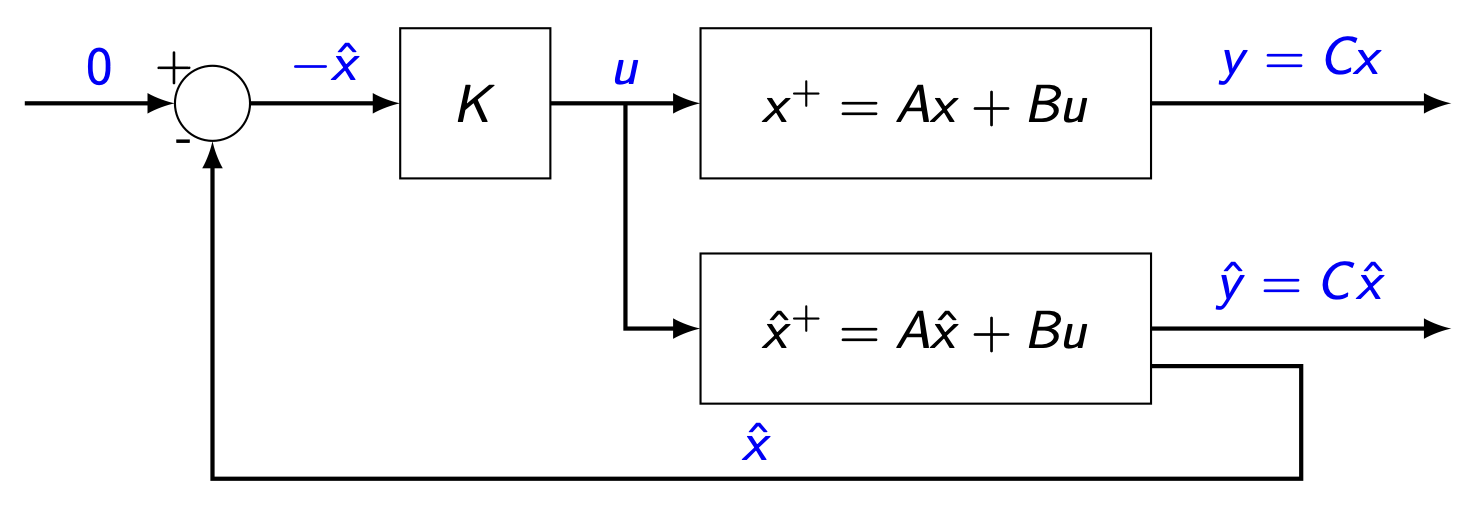 0
+
-
−x̂
K
u
x⁺ = Ax + Bu
y = Cx
x̂⁺ = Ax̂ + Bu
ŷ = Cx̂
x̂